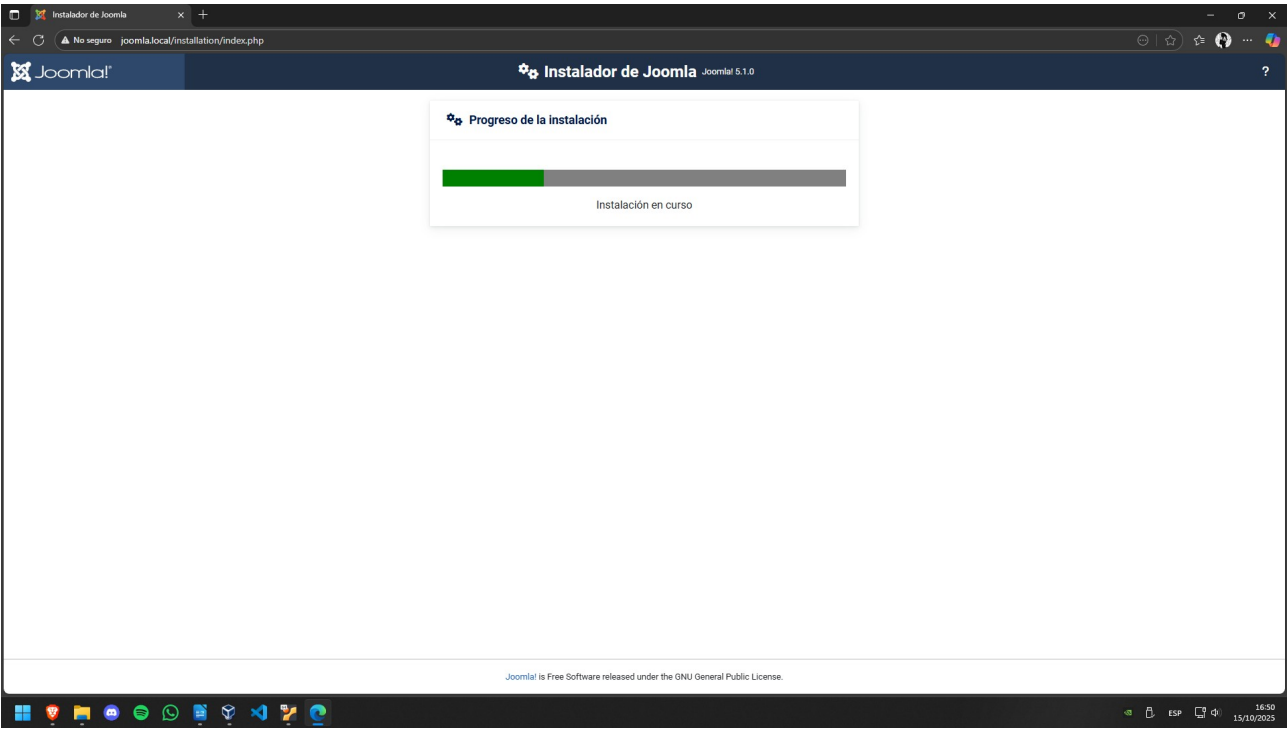 Instalador de Joomla
No seguro joomla.local/installation/index.php
Joomla!®
Instalador de Joomla Joomla! 5.1.0
?
Progreso de la instalación
Instalación en curso
Joomla! is Free Software released under the GNU General Public License.
ESP
16:50
15/10/2025